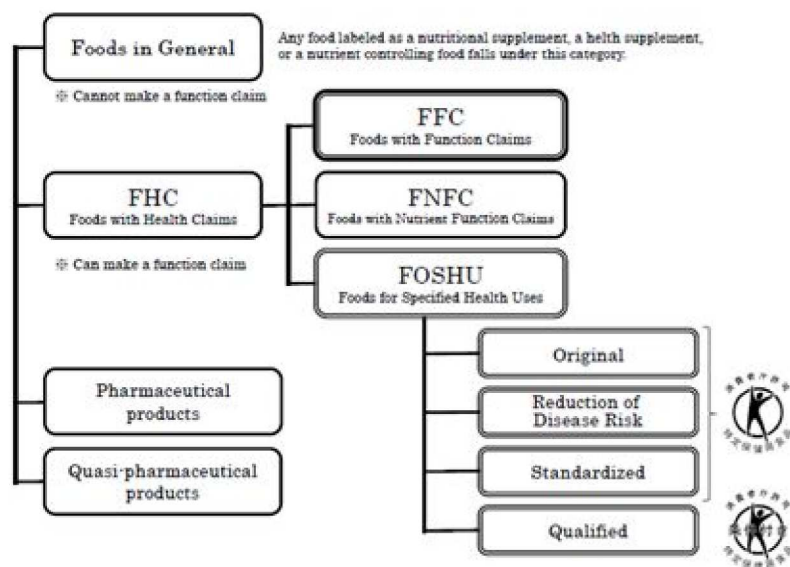 Foods in General
Any food labeled as a nutritional supplement, a helth supplement,
or a nutrient controlling food falls under this category.
※ Cannot make a function claim
FFC
Foods with Function Claims
FHC
Foods with Health Claims
FNFC
Foods with Nutrient Function Claims
※ Can make a function claim
FOSHU
Foods for Specified Health Uses
Original
Pharmaceutical
products
Reduction of
Disease Risk
Quasi-pharmaceutical
products
Standardized
Qualified